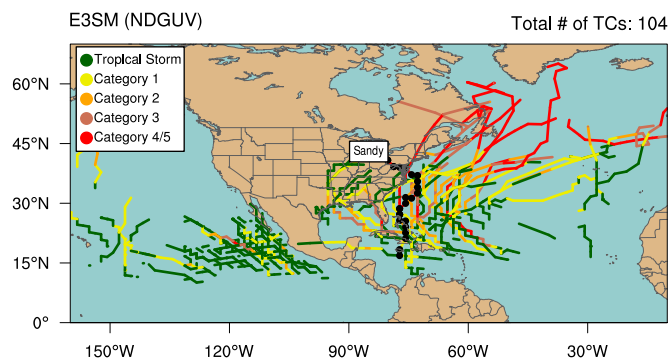 E3SM (NDGUV)
Total # of TCs: 104
Tropical Storm
Category 1
Category 2
Category 3
Category 4/5
Sandy
60°N
45°N
30°N
15°N
0°
150°W
120°W
90°W
60°W
30°W